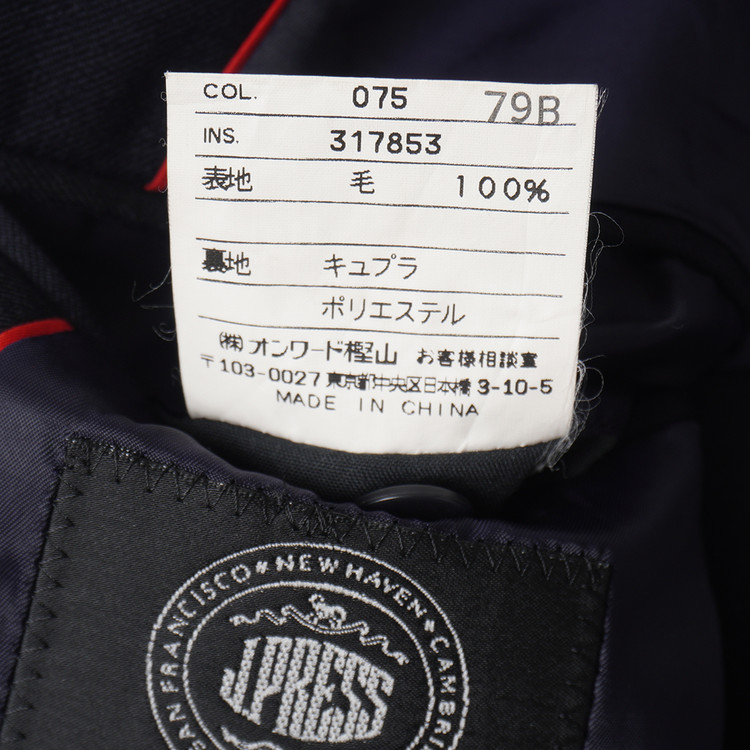 COL. 075 79B
INS. 317853
表地 毛 100%
裏地 キュプラ
ポリエステル
(株)オンワード樫山 お客様相談室
〒103-0027 東京都中央区日本橋3-10-5
MADE IN CHINA
SAN FRANCISCO NEW HAVEN CAMBRI
J.PRESS